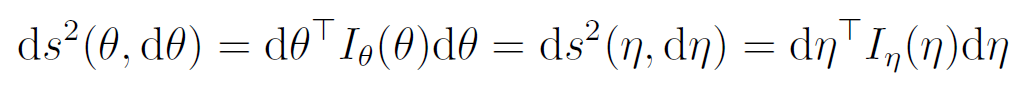 ds²(θ, dθ) = dθ^⊤ I_θ(θ)dθ = ds²(η, dη) = dη^⊤ I_η(η)dη